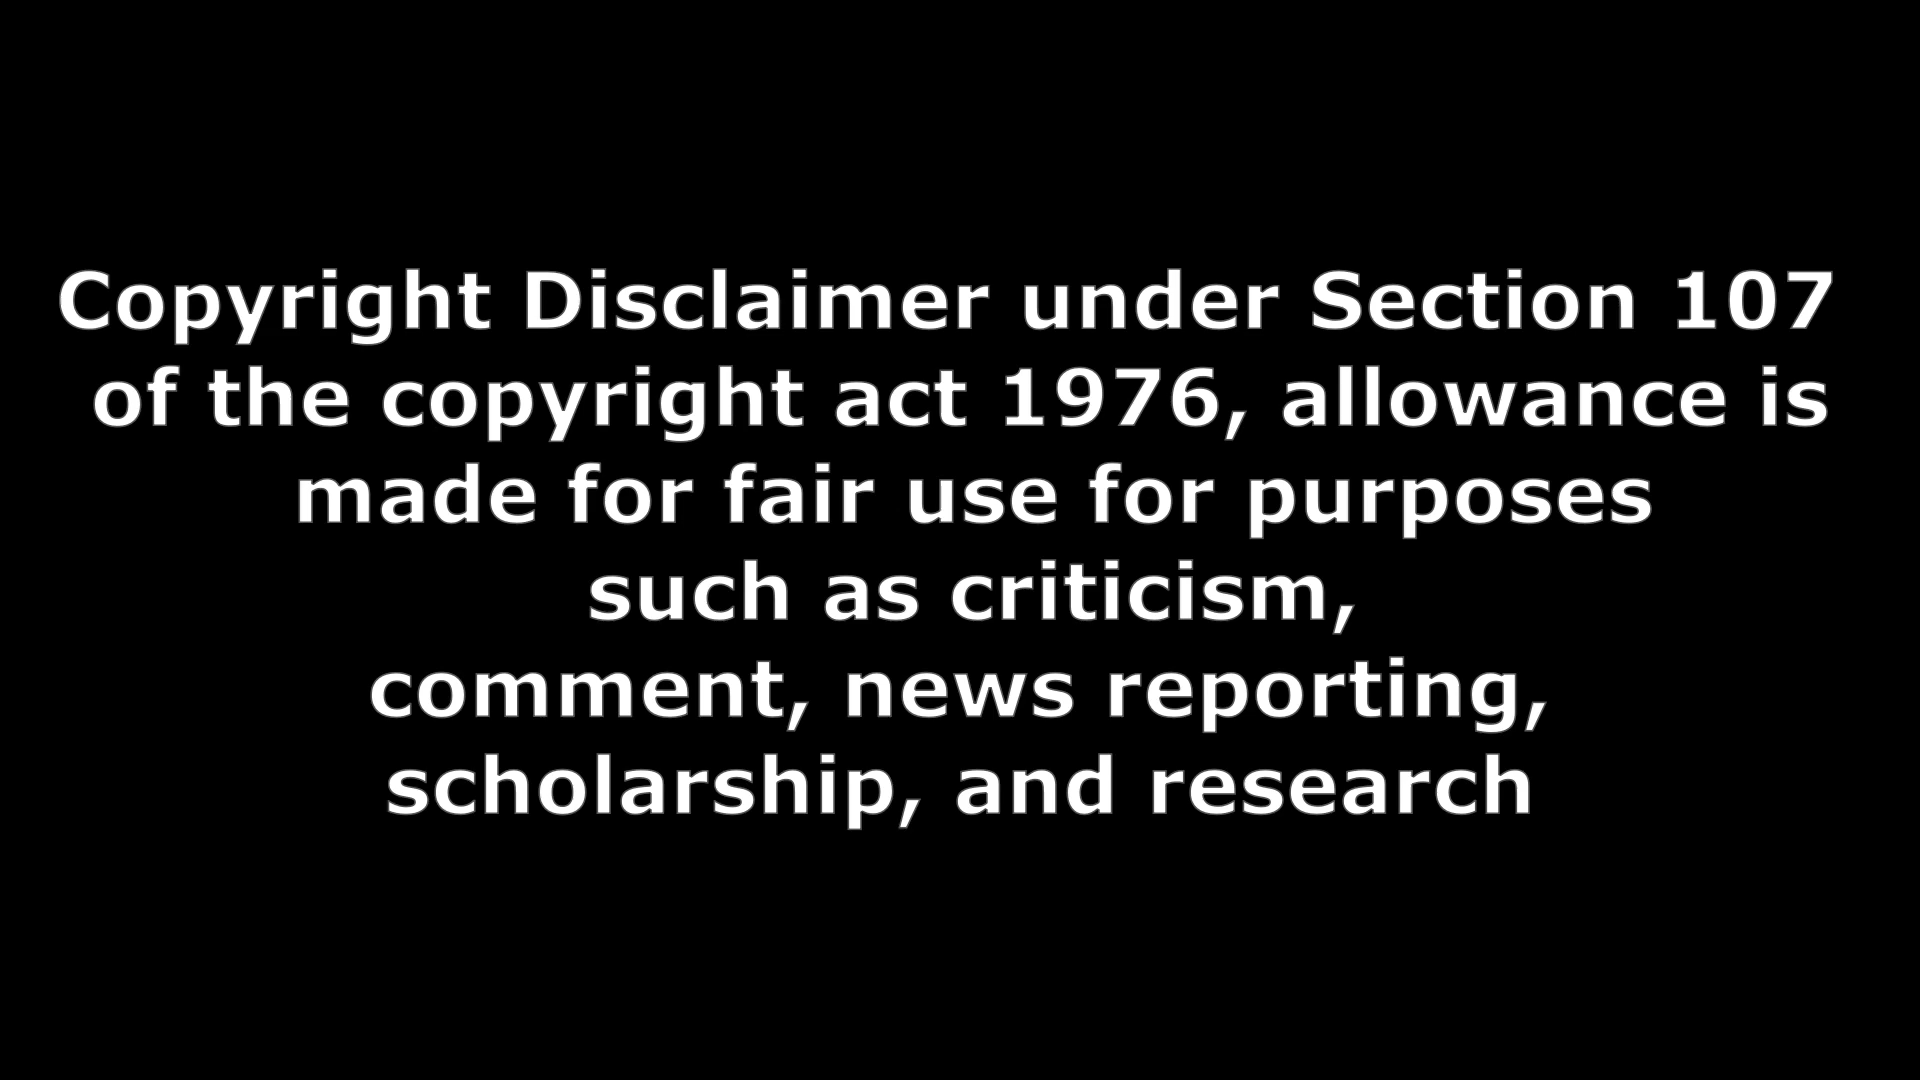 Copyright Disclaimer under Section 107
of the copyright act 1976, allowance is
made for fair use for purposes
such as criticism,
comment, news reporting,
scholarship, and research